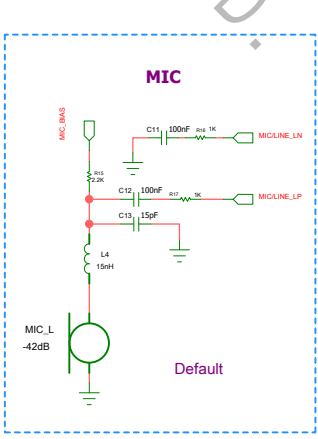 MIC
MIC_BIAS
C11 100nF R16 1K
MIC/LINE_LN
R15
2.2K
C12 100nF R17 1K
MIC/LINE_LP
C13 15pF
L4
15nH
MIC_L
-42dB
Default